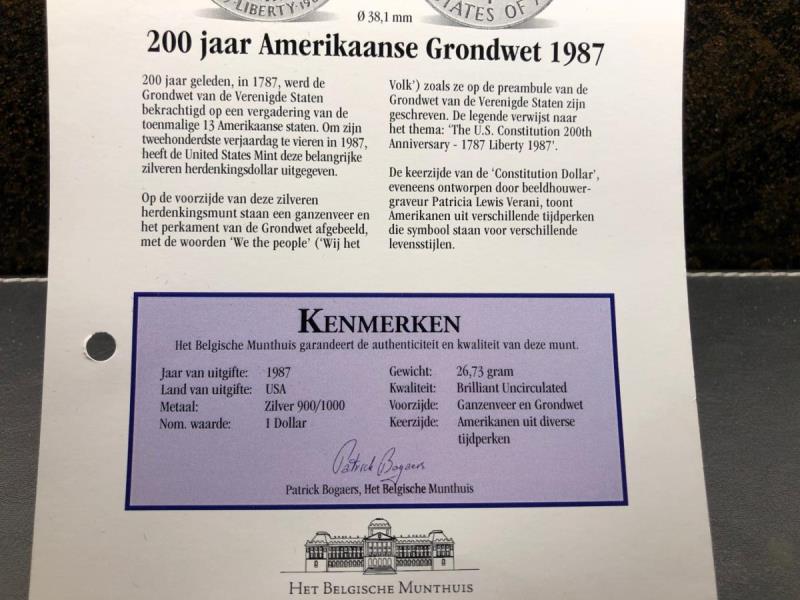 LIBERTY
STATES OF
Ø 38,1 mm
200 jaar Amerikaanse Grondwet 1987
200 jaar geleden, in 1787, werd de
Grondwet van de Verenigde Staten
bekrachtigd op een vergadering van de
toenmalige 13 Amerikaanse staten. Om zijn
tweehonderdste verjaardag te vieren in 1987,
heeft de United States Mint deze belangrijke
zilveren herdenkingsdollar uitgegeven.
Op de voorzijde van deze zilveren
herdenkingsmunt staan een ganzenveer en
het perkament van de Grondwet afgebeeld,
met de woorden ‘We the people’ (‘Wij het
Volk’) zoals ze op de preambule van de
Grondwet van de Verenigde Staten zijn
geschreven. De legende verwijst naar
het thema: ‘The U.S. Constitution 200th
Anniversary - 1787 Liberty 1987’.
De keerzijde van de ‘Constitution Dollar’,
eveneens ontworpen door beeldhouwer-
graveur Patricia Lewis Verani, toont
Amerikanen uit verschillende tijdperken
die symbool staan voor verschillende
levensstijlen.
KENMERKEN
Het Belgische Munthuis garandeert de authenticiteit en kwaliteit van deze munt.
Jaar van uitgifte: 1987
Land van uitgifte: USA
Metaal: Zilver 900/1000
Nom. waarde: 1 Dollar
Gewicht: 26,73 gram
Kwaliteit: Brilliant Uncirculated
Voorzijde: Ganzenveer en Grondwet
Keerzijde: Amerikanen uit diverse
tijdperken
Patrick Bogaers
Patrick Bogaers, Het Belgische Munthuis
HET BELGISCHE MUNTHUIS